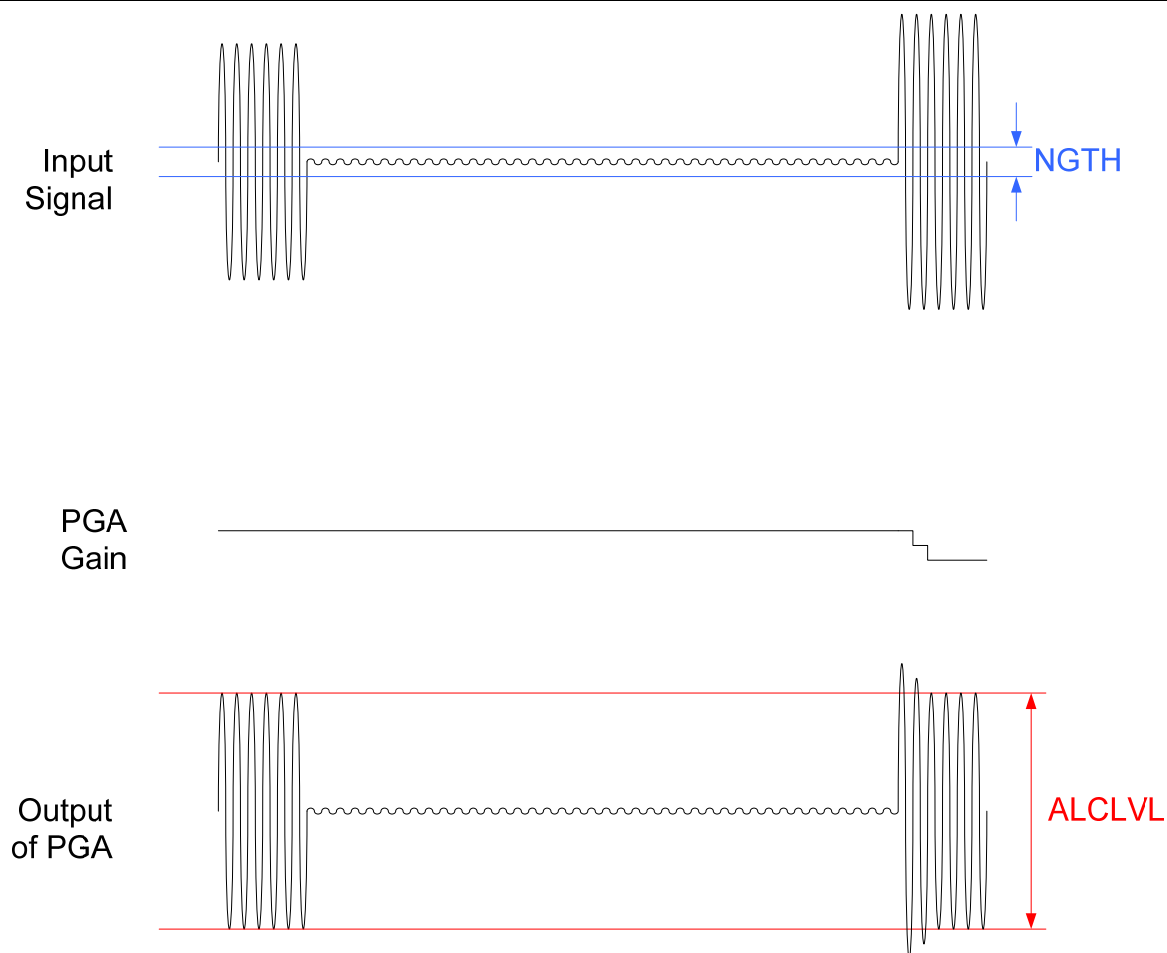 Input
Signal
NGTH
PGA
Gain
Output
of PGA
ALCLVL